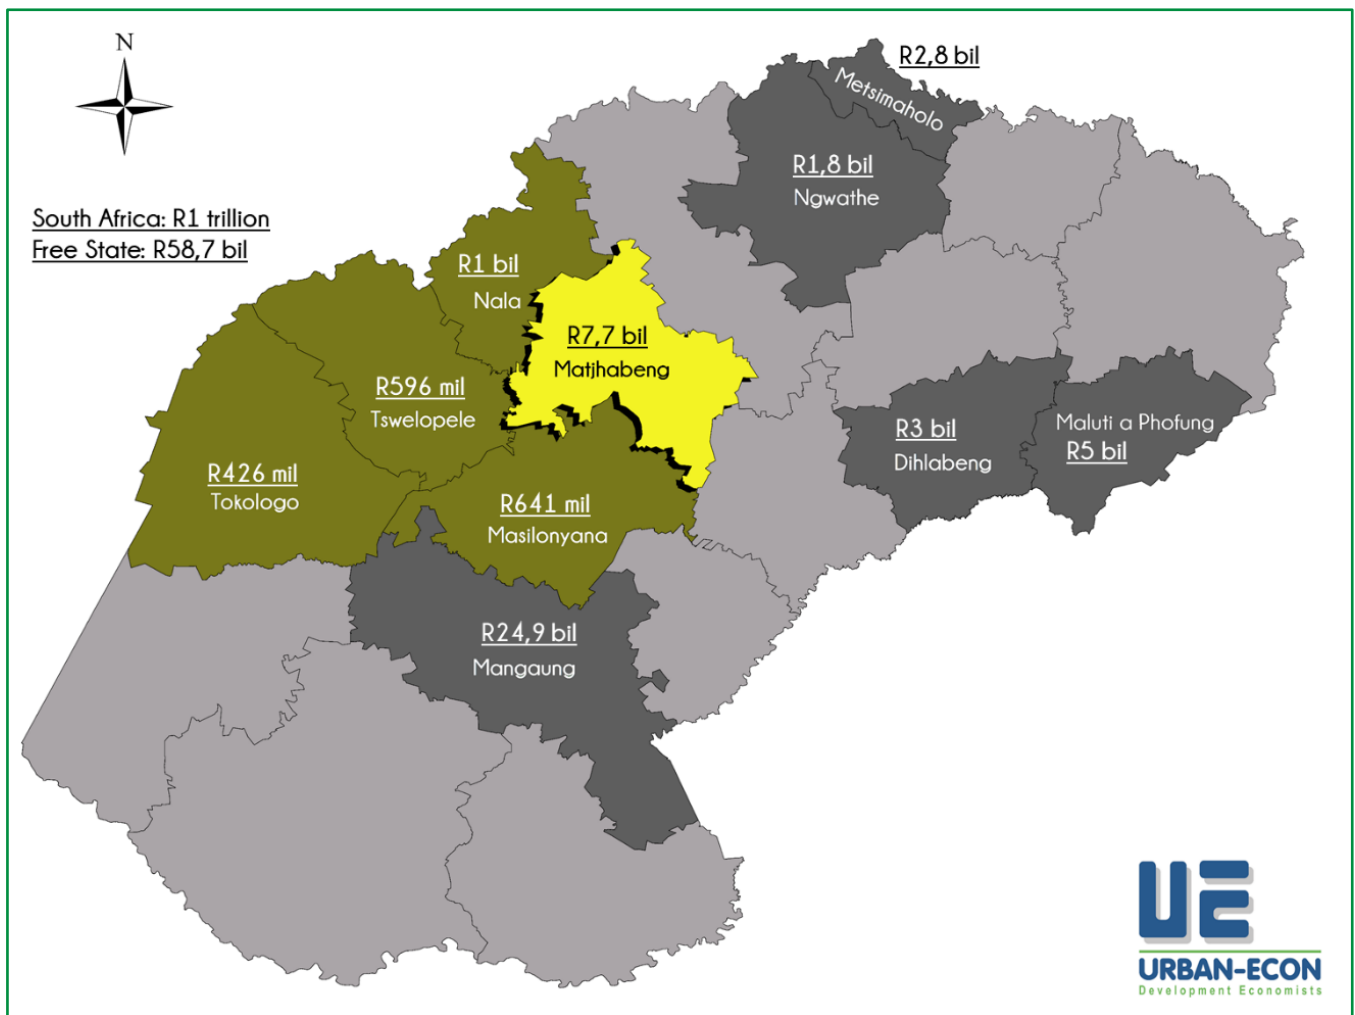 N
R2,8 bil
Metsimaholo
R1,8 bil
Ngwathe
South Africa: R1 trillion
Free State: R58,7 bil
R1 bil
Nala
R7,7 bil
Matjhabeng
R596 mil
Tswelopele
R426 mil
Tokologo
R641 mil
Masilonyana
R3 bil
Dihlabeng
Maluti a Phofung
R5 bil
R24,9 bil
Mangaung
UE
URBAN-ECON
Development Economists